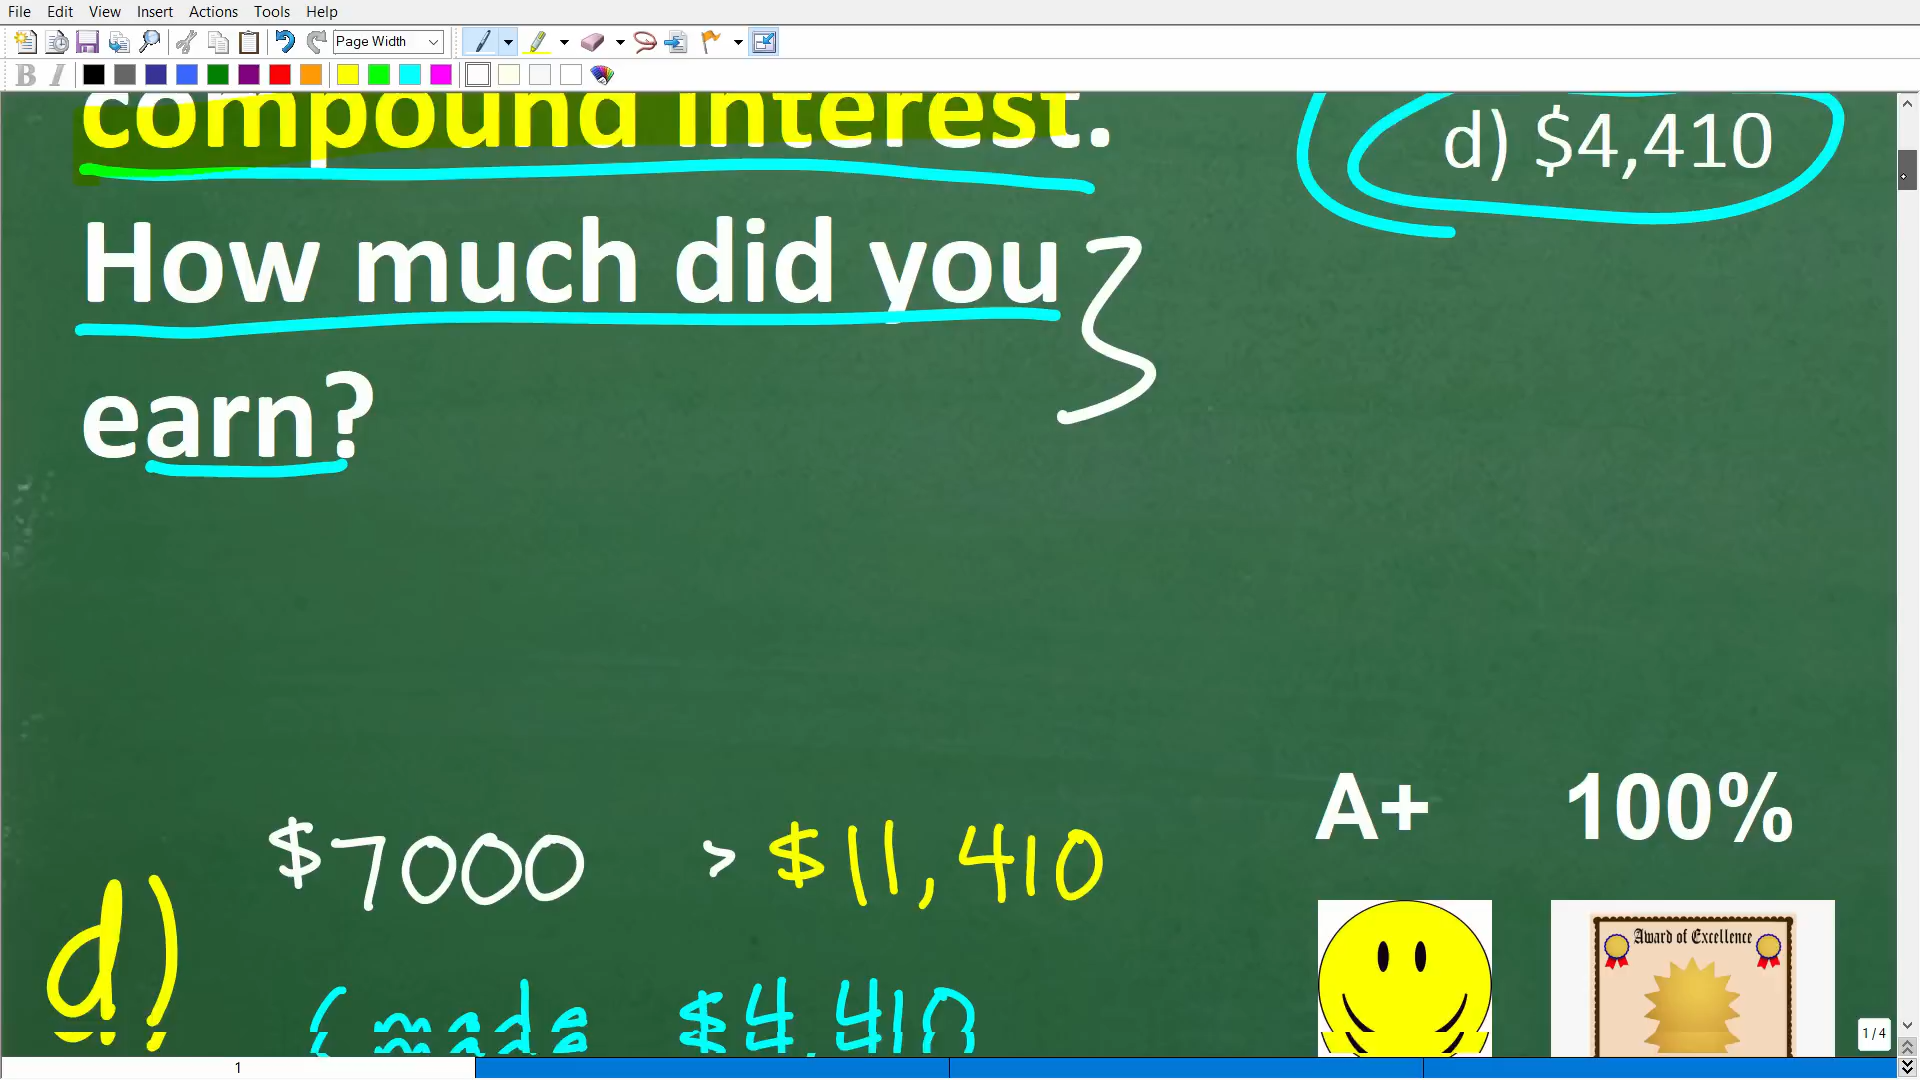 File Edit View Insert Actions Tools Help
Page Width
B I
compound interest.
d) $4,410
How much did you
earn?
A+ 100%
$7000 > $11,410
d)
(made $4,410
Award of Excellence
1 / 4
1